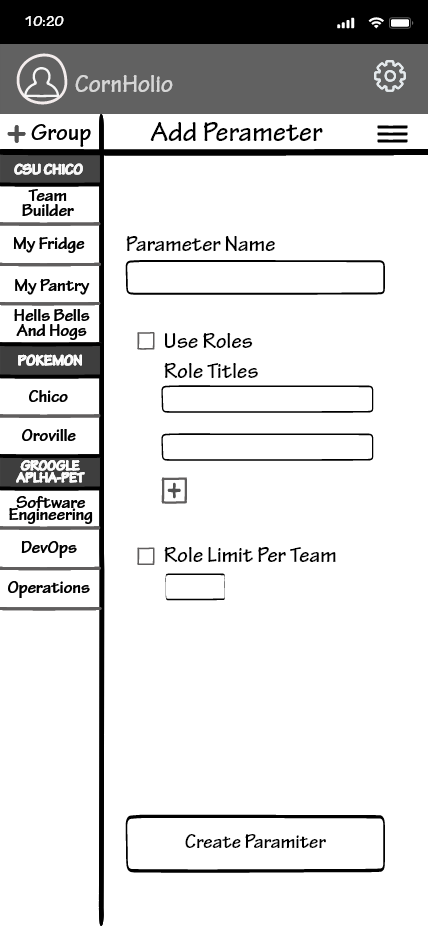 10:20
CornHolio
+ Group
Add Perameter
CSU CHICO
Team
Builder
My Fridge
My Pantry
Hells Bells
And Hogs
POKEMON
Chico
Oroville
GROOGLE
APLHA-PET
Software
Engineering
DevOps
Operations
Parameter Name
Use Roles
Role Titles
+
Role Limit Per Team
Create Paramiter